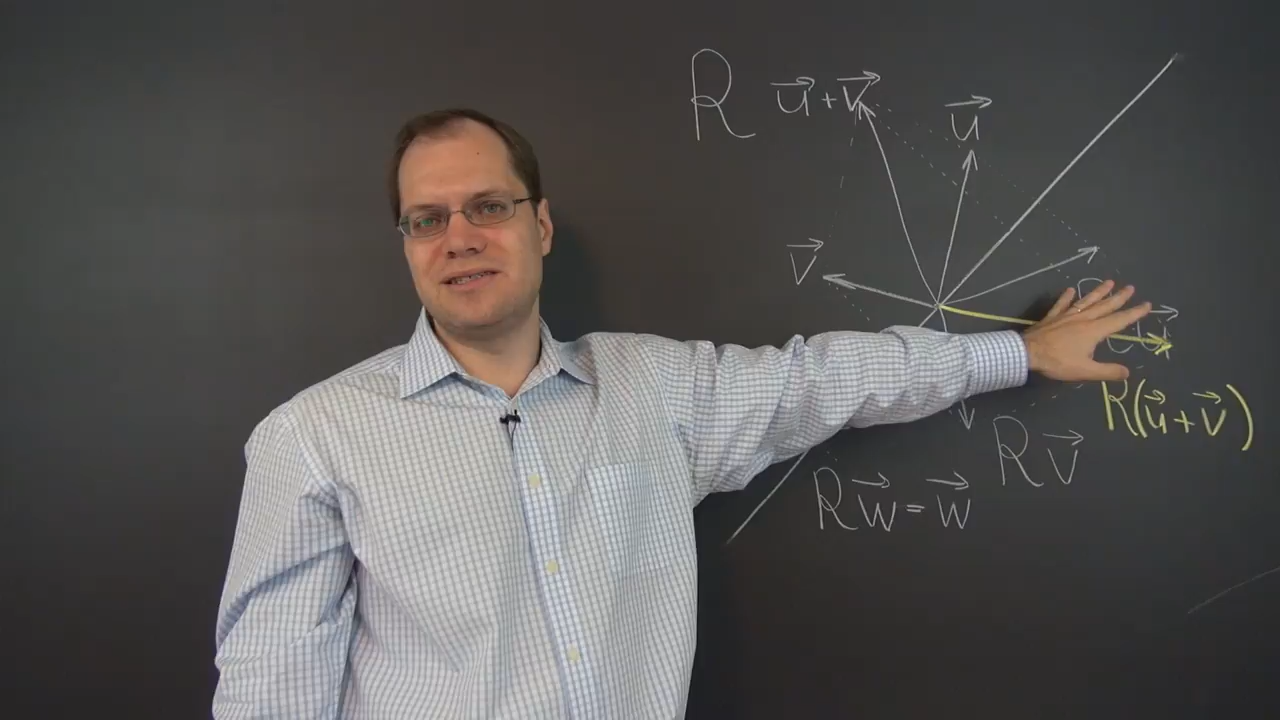 R
u⃗ + v⃗
u⃗
v⃗
R(u⃗ + v⃗)
Rv⃗
Rw⃗ = w⃗